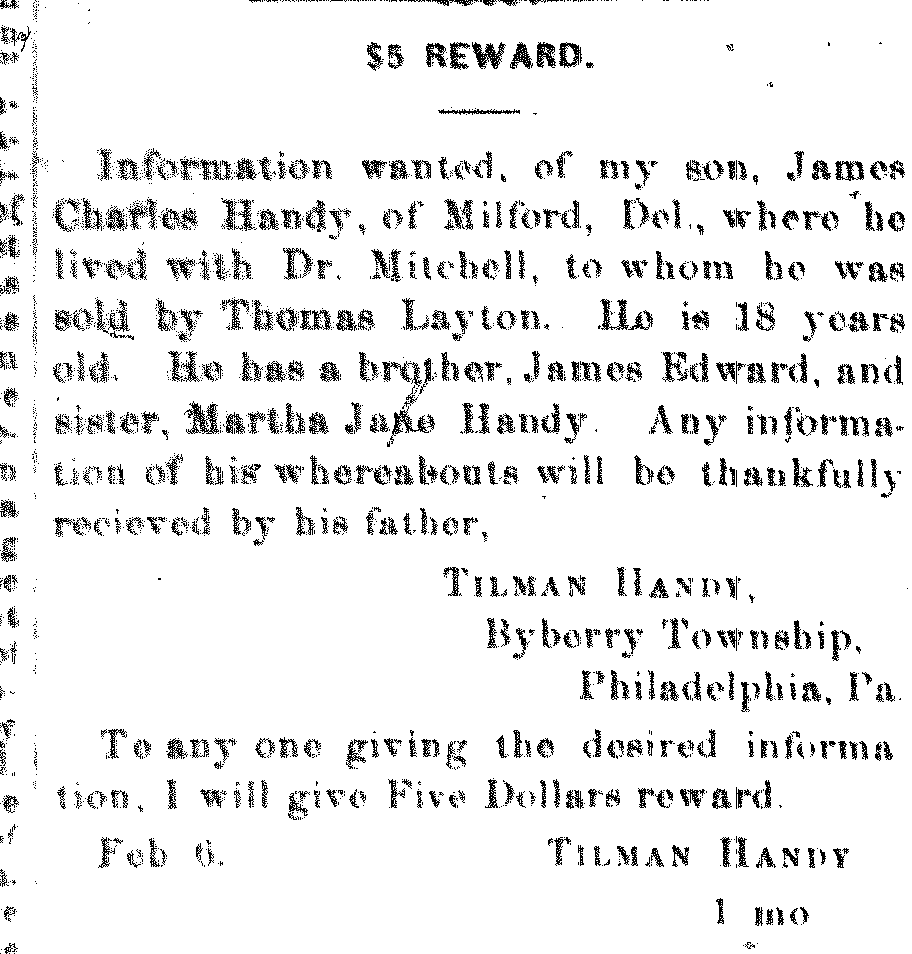 $5 REWARD.
Information wanted, of my son, James
Charles Handy, of Milford, Del., where he
lived with Dr. Mitchell, to whom he was
sold by Thomas Layton. He is 18 years
old. He has a brother, James Edward, and
sister, Martha Jane Handy. Any informa-
tion of his whereabouts will be thankfully
recieved by his father,
TILMAN HANDY,
Byberry Township,
Philadelphia, Pa.
To any one giving the desired informa
tion, I will give Five Dollars reward.
Feb 6. TILMAN HANDY
1 mo